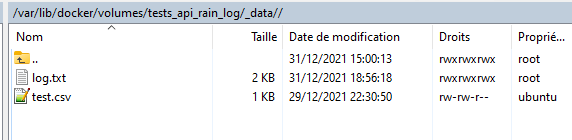 /var/lib/docker/volumes/tests_api_rain_log/_data//
Nom Taille Date de modification Droits Proprié...
.. 31/12/2021 15:00:13 rwxrwxrwx root
log.txt 2 KB 31/12/2021 18:56:18 rwxrwxrwx root
test.csv 1 KB 29/12/2021 22:30:50 rw-rw-r-- ubuntu